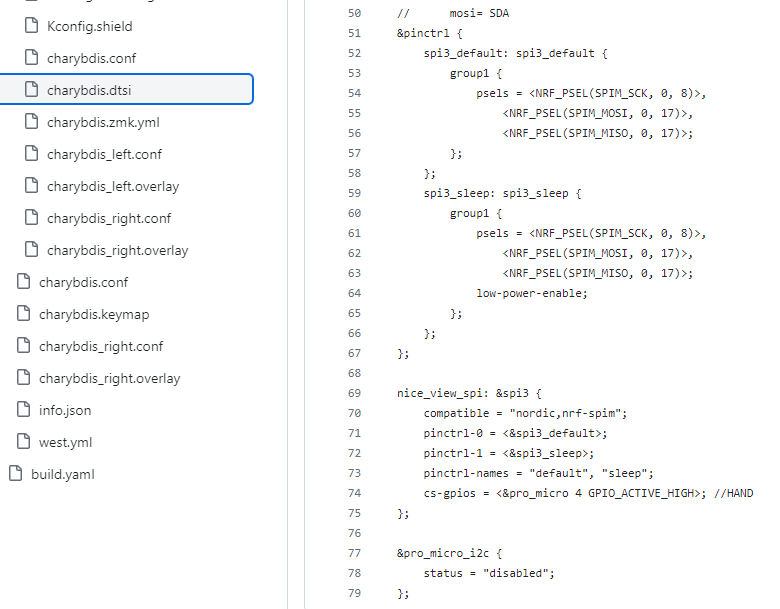 Kconfig.shield
charybdis.conf
charybdis.dtsi
charybdis.zmk.yml
charybdis_left.conf
charybdis_left.overlay
charybdis_right.conf
charybdis_right.overlay
charybdis.conf
charybdis.keymap
charybdis_right.conf
charybdis_right.overlay
info.json
west.yml
build.yaml
50 // mosi= SDA
51 &pinctrl {
52 spi3_default: spi3_default {
53 group1 {
54 psels = <NRF_PSEL(SPIM_SCK, 0, 8)>,
55 <NRF_PSEL(SPIM_MOSI, 0, 17)>,
56 <NRF_PSEL(SPIM_MISO, 0, 17)>;
57 };
58 };
59 spi3_sleep: spi3_sleep {
60 group1 {
61 psels = <NRF_PSEL(SPIM_SCK, 0, 8)>,
62 <NRF_PSEL(SPIM_MOSI, 0, 17)>,
63 <NRF_PSEL(SPIM_MISO, 0, 17)>;
64 low-power-enable;
65 };
66 };
67 };
68
69 nice_view_spi: &spi3 {
70 compatible = "nordic,nrf-spim";
71 pinctrl-0 = <&spi3_default>;
72 pinctrl-1 = <&spi3_sleep>;
73 pinctrl-names = "default", "sleep";
74 cs-gpios = <&pro_micro 4 GPIO_ACTIVE_HIGH>; //HAND
75 };
76
77 &pro_micro_i2c {
78 status = "disabled";
79 };